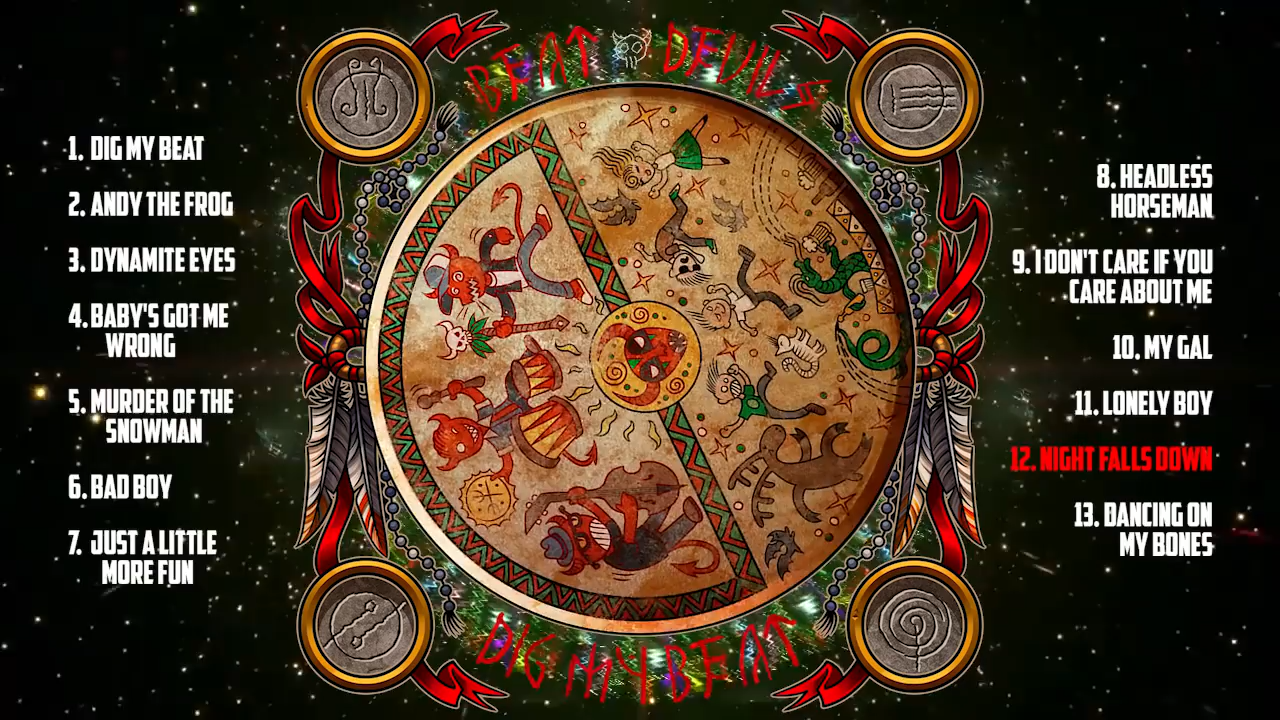 BEAT DEVILS
1. DIG MY BEAT
2. ANDY THE FROG
3. DYNAMITE EYES
4. BABY'S GOT ME
WRONG
5. MURDER OF THE
SNOWMAN
6. BAD BOY
7. JUST A LITTLE
MORE FUN
8. HEADLESS
HORSEMAN
9. I DON'T CARE IF YOU
CARE ABOUT ME
10. MY GAL
11. LONELY BOY
12. NIGHT FALLS DOWN
13. DANCING ON
MY BONES
DIG MY BEAT